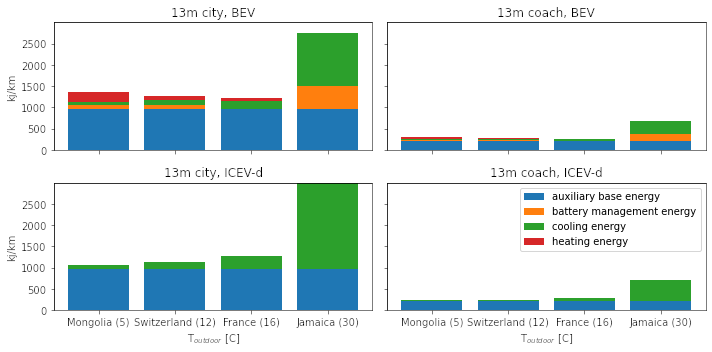 13m city, BEV
13m coach, BEV
2500
2000
1500
1000
500
0
kj/km
13m city, ICEV-d
13m coach, ICEV-d
2500
2000
1500
1000
500
0
kj/km
auxiliary base energy
battery management energy
cooling energy
heating energy
Mongolia (5) Switzerland (12) France (16) Jamaica (30)
Mongolia (5) Switzerland (12) France (16) Jamaica (30)
Toutdoor [C]
Toutdoor [C]